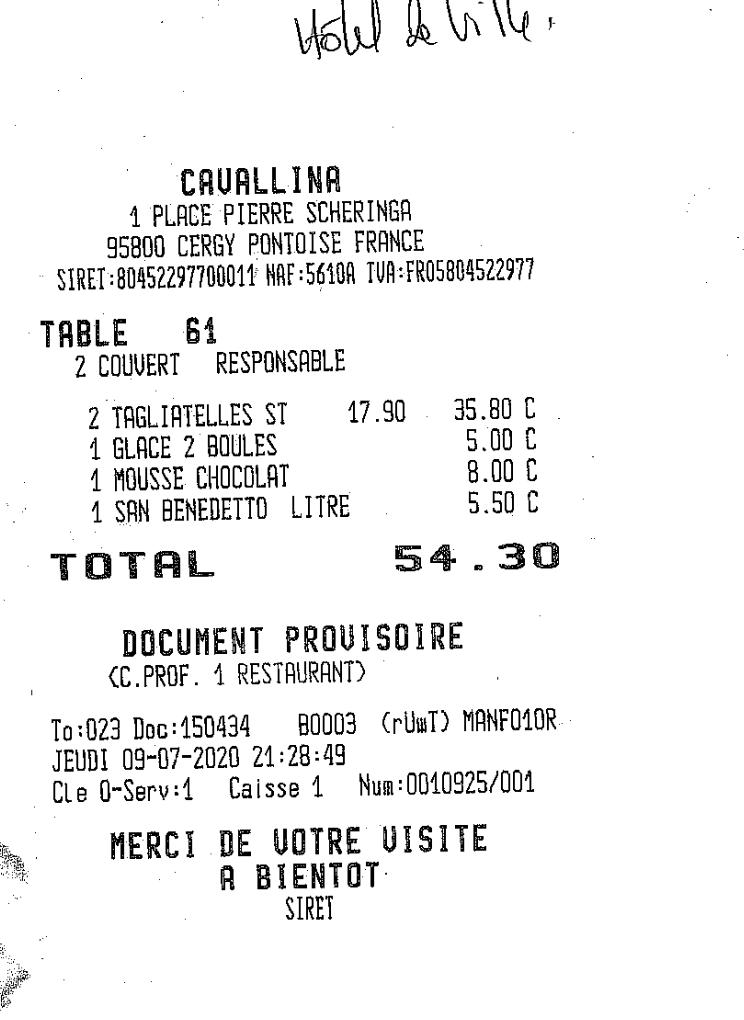 Hôtel de Ville.
CAVALLINA
1 PLACE PIERRE SCHERINGA
95800 CERGY PONTOISE FRANCE
SIRET:80452297700011 NAF:5610A TVA:FR05804522977
TABLE 61
2 COUVERT RESPONSABLE
2 TAGLIATELLES ST 17.90 35.80 C
1 GLACE 2 BOULES 5.00 C
1 MOUSSE CHOCOLAT 8.00 C
1 SAN BENEDETTO LITRE 5.50 C
TOTAL 54.30
DOCUMENT PROVISOIRE
(C.PROF. 1 RESTAURANT)
To:023 Doc:150434 B0003 (rUwT) MANF010R
JEUDI 09-07-2020 21:28:49
Cle 0-Serv:1 Caisse 1 Num:0010925/001
MERCI DE VOTRE VISITE
A BIENTOT
SIRET